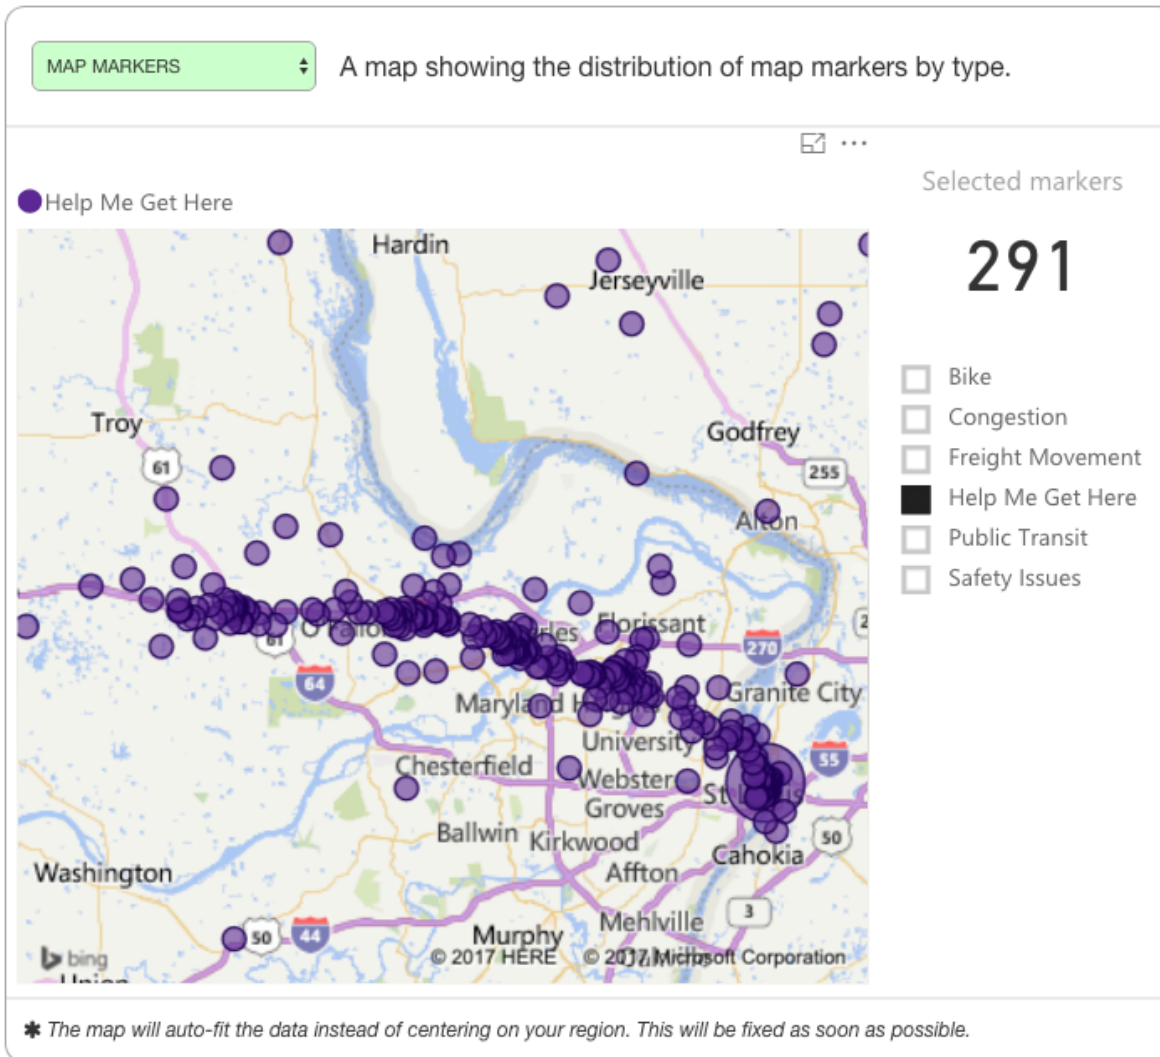 MAP MARKERS
A map showing the distribution of map markers by type.
Selected markers
291
Help Me Get Here
Hardin
Jerseyville
Troy
Godfrey
61
255
Alton
Florissant
61
270
64
Granite City
Maryland
University
55
Chesterfield
Webster
Groves
St
50
Ballwin
Kirkwood
Cahokia
Washington
Affton
3
Mehlville
50
44
Murphy
bing
© 2017 HERE
© 2017 Microsoft Corporation
Union
Bike
Congestion
Freight Movement
Help Me Get Here
Public Transit
Safety Issues
✱ The map will auto-fit the data instead of centering on your region. This will be fixed as soon as possible.